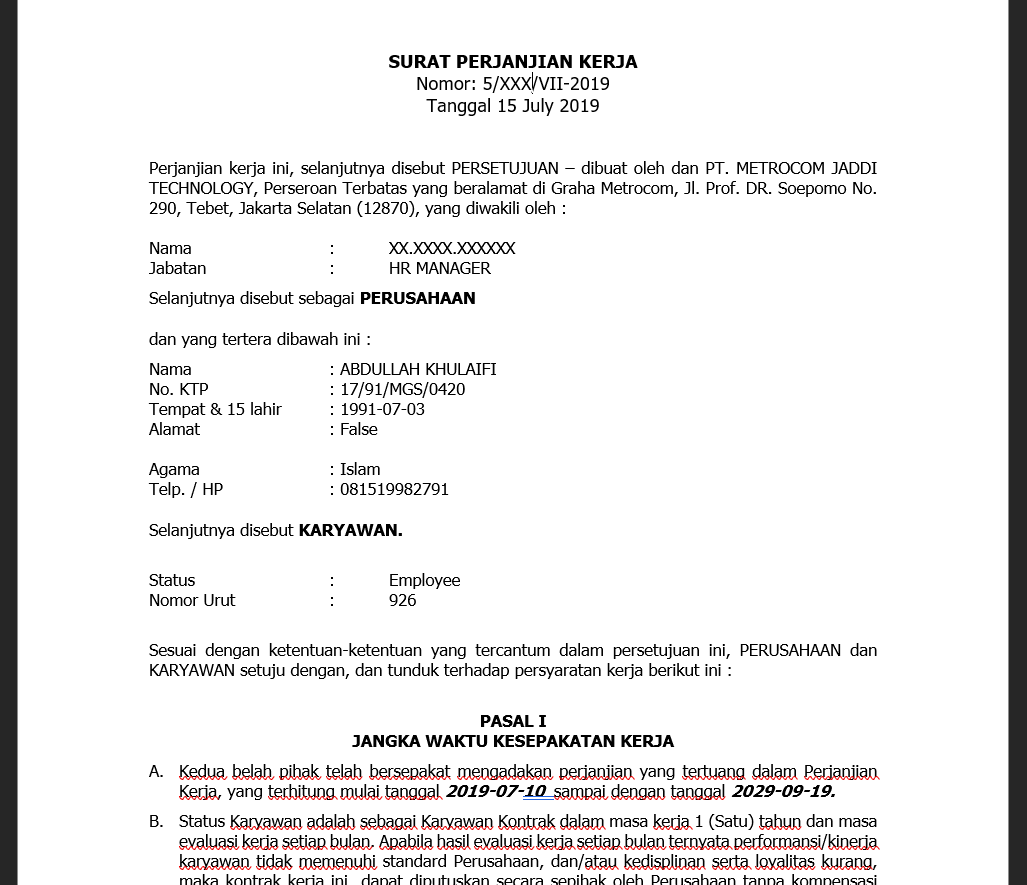 SURAT PERJANJIAN KERJA
Nomor: 5/XXX/VII-2019
Tanggal 15 July 2019
Perjanjian kerja ini, selanjutnya disebut PERSETUJUAN – dibuat oleh dan PT. METROCOM JADDI
TECHNOLOGY, Perseroan Terbatas yang beralamat di Graha Metrocom, Jl. Prof. DR. Soepomo No.
290, Tebet, Jakarta Selatan (12870), yang diwakili oleh :
Nama : XX.XXXX.XXXXXX
Jabatan : HR MANAGER
Selanjutnya disebut sebagai PERUSAHAAN
dan yang tertera dibawah ini :
Nama : ABDULLAH KHULAIFI
No. KTP : 17/91/MGS/0420
Tempat & 15 lahir : 1991-07-03
Alamat : False
Agama : Islam
Telp. / HP : 081519982791
Selanjutnya disebut KARYAWAN.
Status : Employee
Nomor Urut : 926
Sesuai dengan ketentuan-ketentuan yang tercantum dalam persetujuan ini, PERUSAHAAN dan
KARYAWAN setuju dengan, dan tunduk terhadap persyaratan kerja berikut ini :
PASAL I
JANGKA WAKTU KESEPAKATAN KERJA
A. Kedua belah pihak telah bersepakat mengadakan perjanjian yang tertuang dalam Perjanjian
Kerja, yang terhitung mulai tanggal 2019-07-10 sampai dengan tanggal 2029-09-19.
B. Status Karyawan adalah sebagai Karyawan Kontrak dalam masa kerja 1 (Satu) tahun dan masa
evaluasi kerja setiap bulan. Apabila hasil evaluasi kerja setiap bulan ternyata performansi/kinerja
karyawan tidak memenuhi standard Perusahaan, dan/atau kedisplinan serta loyalitas kurang,
maka kontrak kerja ini dapat diputuskan secara sepihak oleh Perusahaan tanpa kompensasi